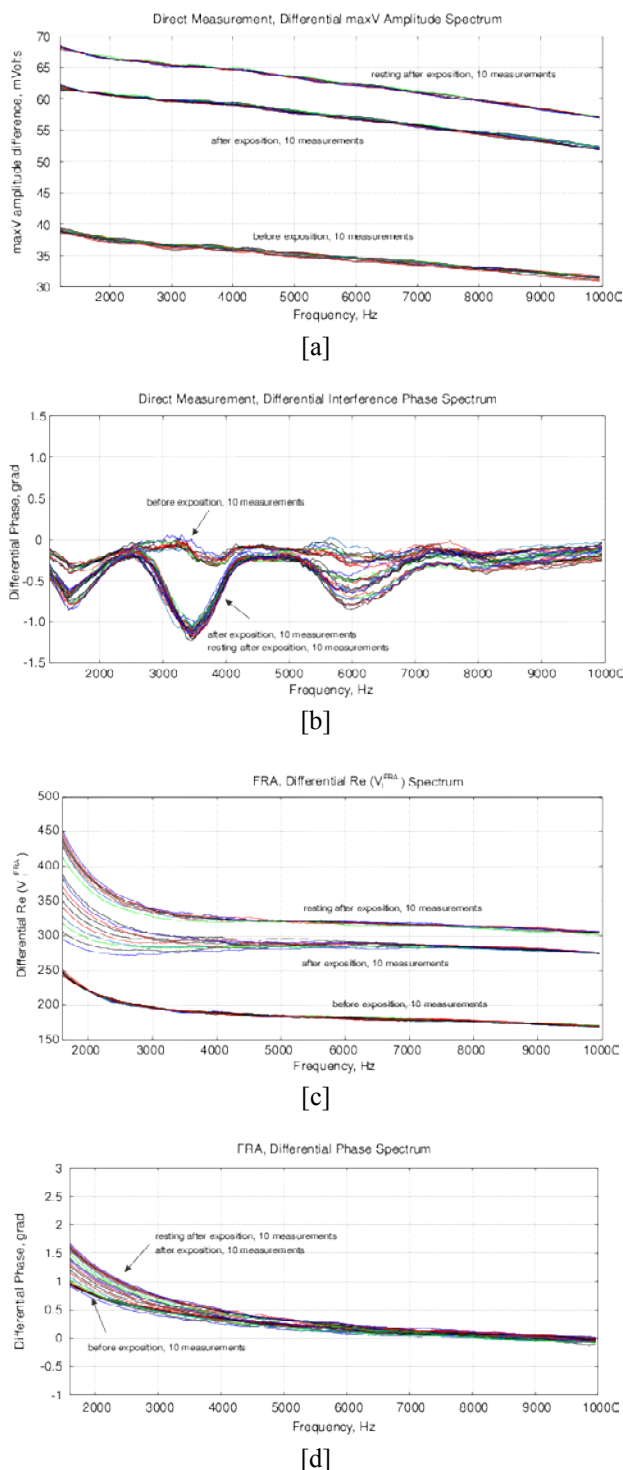 Direct Measurement, Differential maxV Amplitude Spectrum
maxV amplitude difference, mVolts
70
65
60
55
50
45
40
35
30
resting after exposition, 10 measurements
after exposition, 10 measurements
before exposition, 10 measurements
2000 3000 4000 5000 6000 7000 8000 9000 1000C
Frequency, Hz
[a]
Direct Measurement, Differential Interference Phase Spectrum
Differential Phase, grad
1.5
1.0
0.5
0
-0.5
-1.0
-1.5
before exposition, 10 measurements
after exposition, 10 measurements
resting after exposition, 10 measurements
2000 3000 4000 5000 6000 7000 8000 9000 1000C
Frequency, Hz
[b]
FRA, Differential Re (V_i^FRA) Spectrum
Differential Re (V_i^FRA)
500
450
400
350
300
250
200
150
resting after exposition, 10 measurements
after exposition, 10 measurements
before exposition, 10 measurements
2000 3000 4000 5000 6000 7000 8000 9000 1000C
Frequency, Hz
[c]
FRA, Differential Phase Spectrum
Differential Phase, grad
3
2.5
2
1.5
1
0.5
0
-0.5
-1
resting after exposition, 10 measurements
after exposition, 10 measurements
before exposition, 10 measurements
2000 3000 4000 5000 6000 7000 8000 9000 1000C
Frequency, Hz
[d]